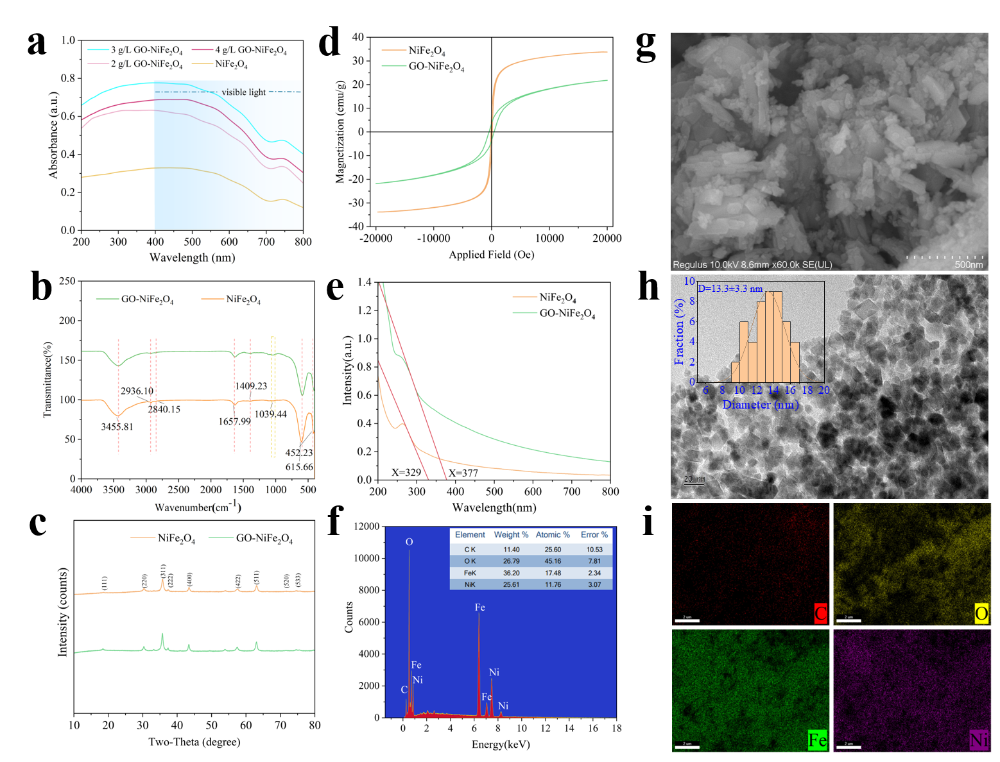 a
1.0
0.8
0.6
0.4
0.2
0.0
Absorbance (a.u.)
3 g/L GO-NiFe₂O₄
4 g/L GO-NiFe₂O₄
2 g/L GO-NiFe₂O₄
NiFe₂O₄
visible light
200 300 400 500 600 700 800
Wavelength (nm)
b
250
200
150
100
50
0
Transmittance(%)
GO-NiFe₂O₄
NiFe₂O₄
2936.10
1409.23
2840.15
1039.44
3455.81
1657.99
452.23
615.66
4000 3500 3000 2500 2000 1500 1000 500
Wavenumber(cm⁻¹)
c
Intensity (counts)
NiFe₂O₄
GO-NiFe₂O₄
(111)
(220)
(311)
(222)
(400)
(422)
(511)
(520)
(533)
10 20 30 40 50 60 70 80
Two-Theta (degree)
d
40
30
20
10
0
-10
-20
-30
-40
Magnetization (emu/g)
NiFe₂O₄
GO-NiFe₂O₄
-20000 -10000 0 10000 20000
Applied Field (Oe)
e
1.4
1.2
1.0
0.8
0.6
0.4
0.2
0.0
Intensity(a.u.)
NiFe₂O₄
GO-NiFe₂O₄
X=329
X=377
200 300 400 500 600 700 800
Wavelength(nm)
f
12000
10000
8000
6000
4000
2000
0
Counts
Element Weight % Atomic % Error %
C K 11.40 25.60 10.53
O K 26.79 45.16 7.81
FeK 36.20 17.48 2.34
NiK 25.61 11.76 3.07
O
Fe
Fe
Ni
Ni
C
Fe
Ni
0 2 4 6 8 10 12 14 16 18
Energy(keV)
g
Regulus 10.0kV 8.6mm x60.0k SE(UL)
500nm
h
10
8
6
4
2
0
Fraction (%)
D=13.3±3.3 nm
6 8 10 12 14 16 18 20
Diameter (nm)
20 nm
i
2 um
C
2 um
O
2 um
Fe
2 um
Ni